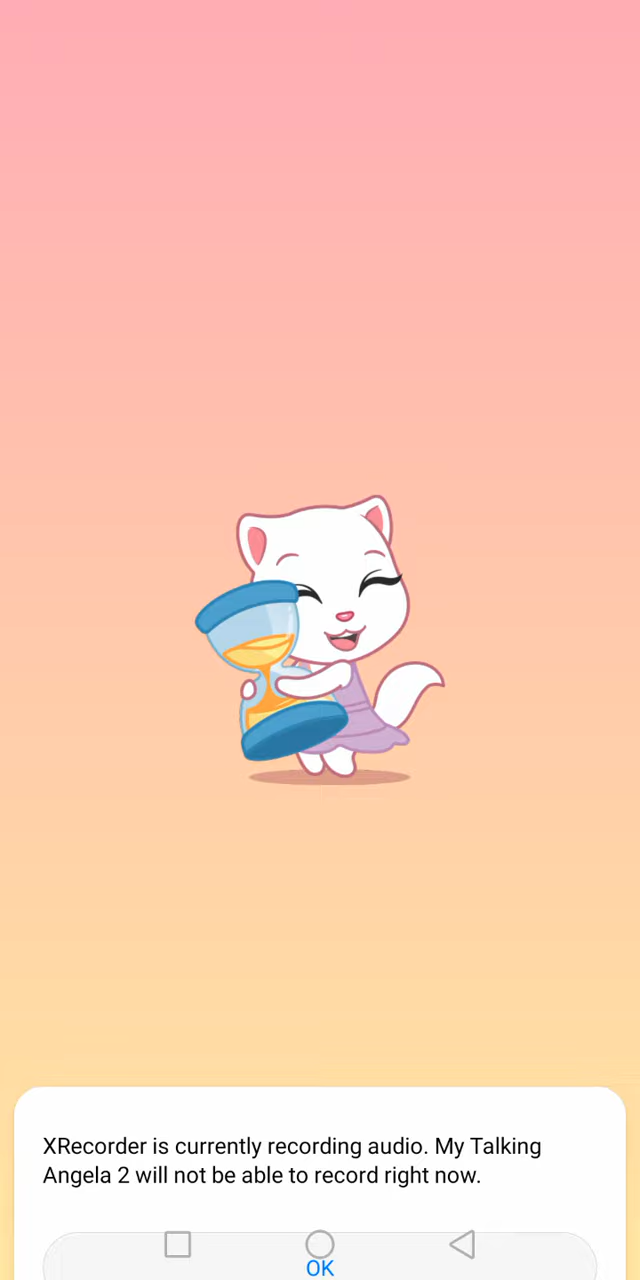 XRecorder is currently recording audio. My Talking
Angela 2 will not be able to record right now.
OK